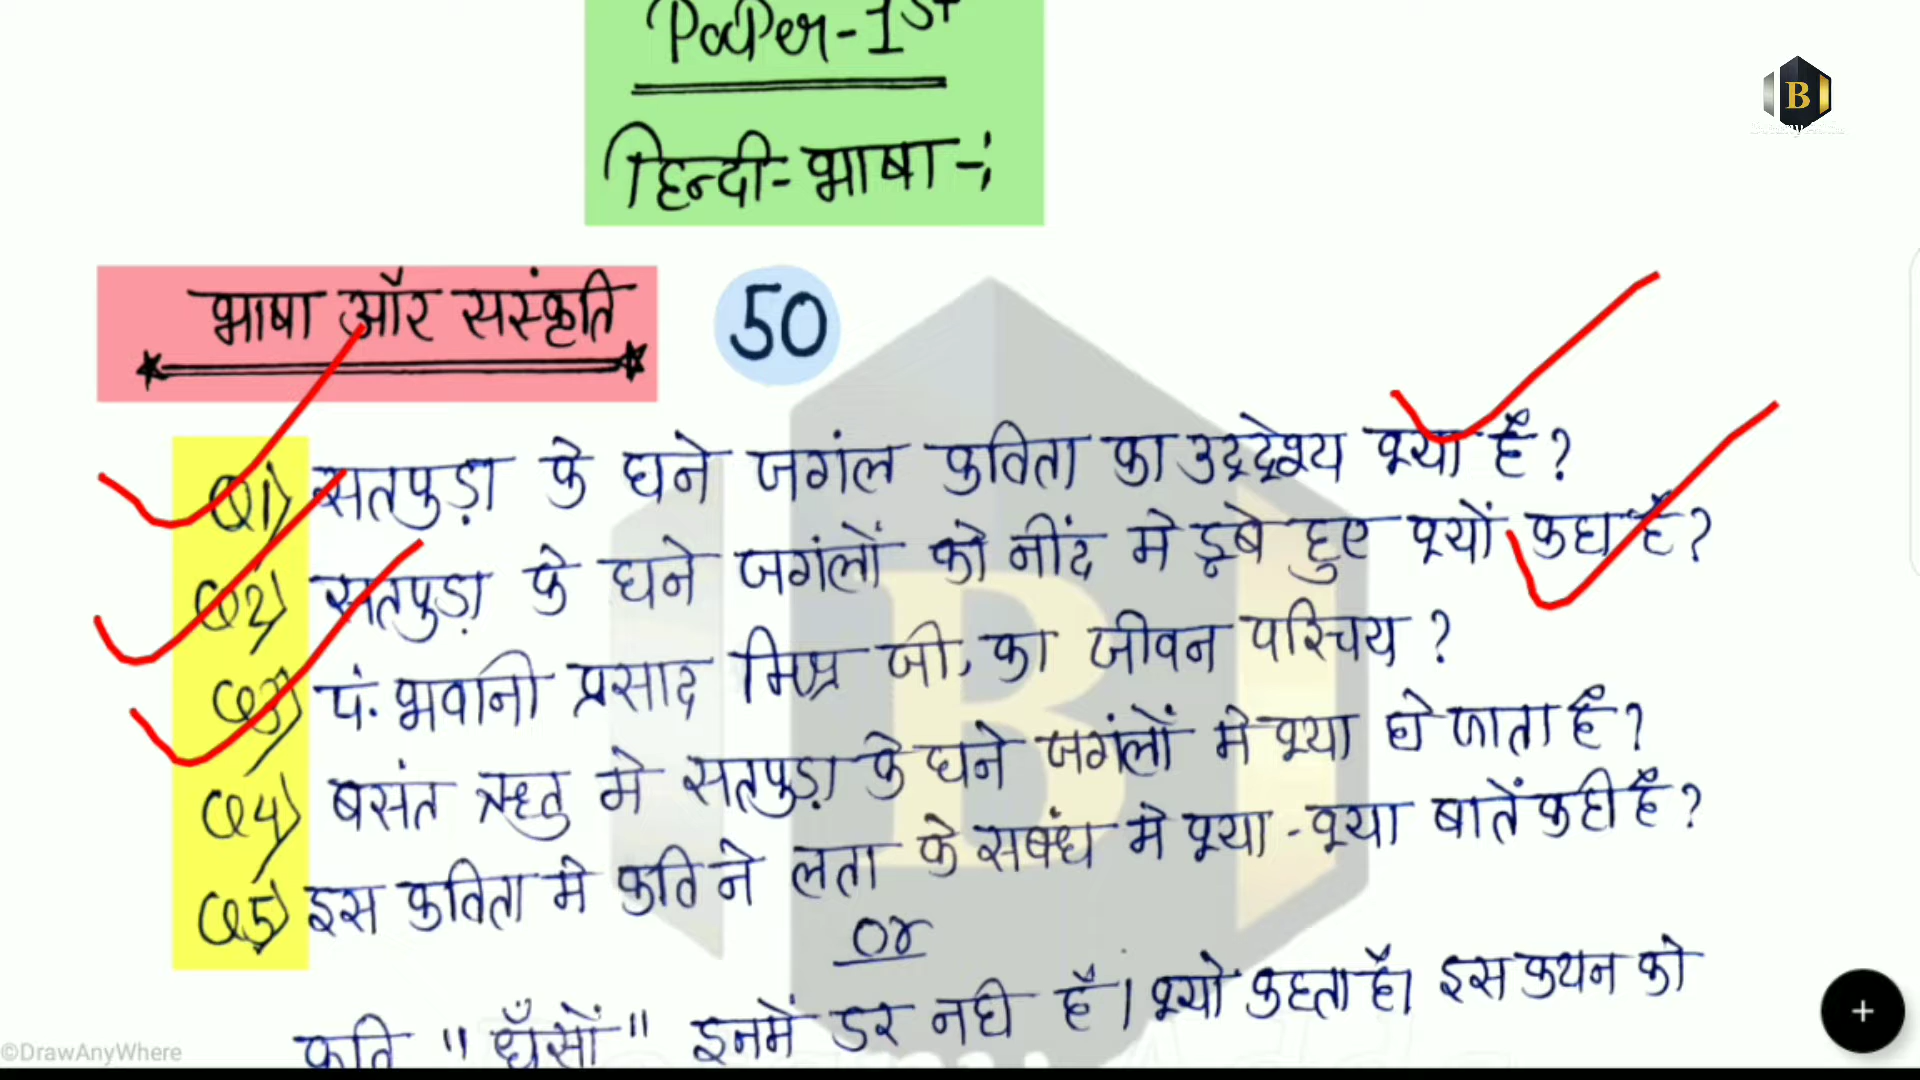 Paper-1st
हिन्दी-भाषा-:
भाषा और संस्कृति
50
Q1) सतपुड़ा के घने जगंल कविता का उद्देश्य क्या है?
Q2) सतपुड़ा के घने जगंलों को नींद मे डूबे हुए क्यों कहा है?
Q3) पं. भवानी प्रसाद मिश्र जी, का जीवन परिचय?
Q4) बसंत ऋतु मे सतपुड़ा के घने जगंलों मे क्या हो जाता है?
Q5) इस कविता मे कवि ने लता के सबंध मे क्या-क्या बातें कही है?
or
कवि "धँसों" इनमें डर नही है। क्यो कहता है। इस कथन को
B
©DrawAnyWhere